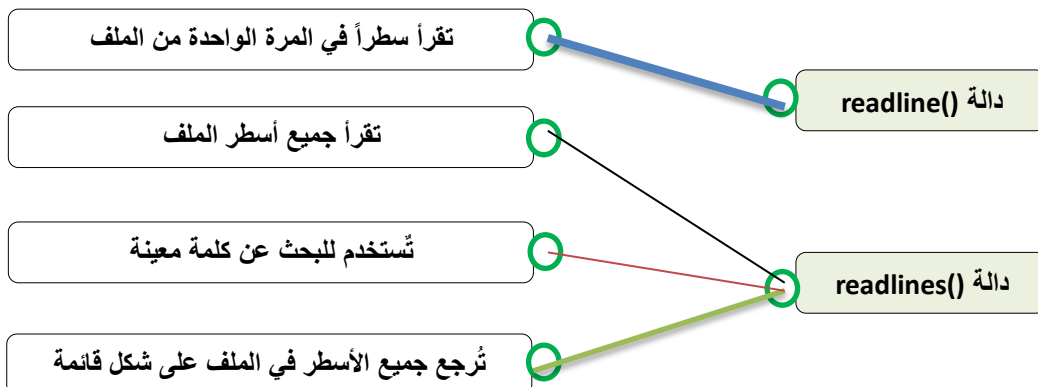 تقرأ سطراً في المرة الواحدة من الملف
دالة readline()
تقرأ جميع أسطر الملف
تُستخدم للبحث عن كلمة معينة
دالة readlines()
تُرجع جميع الأسطر في الملف على شكل قائمة